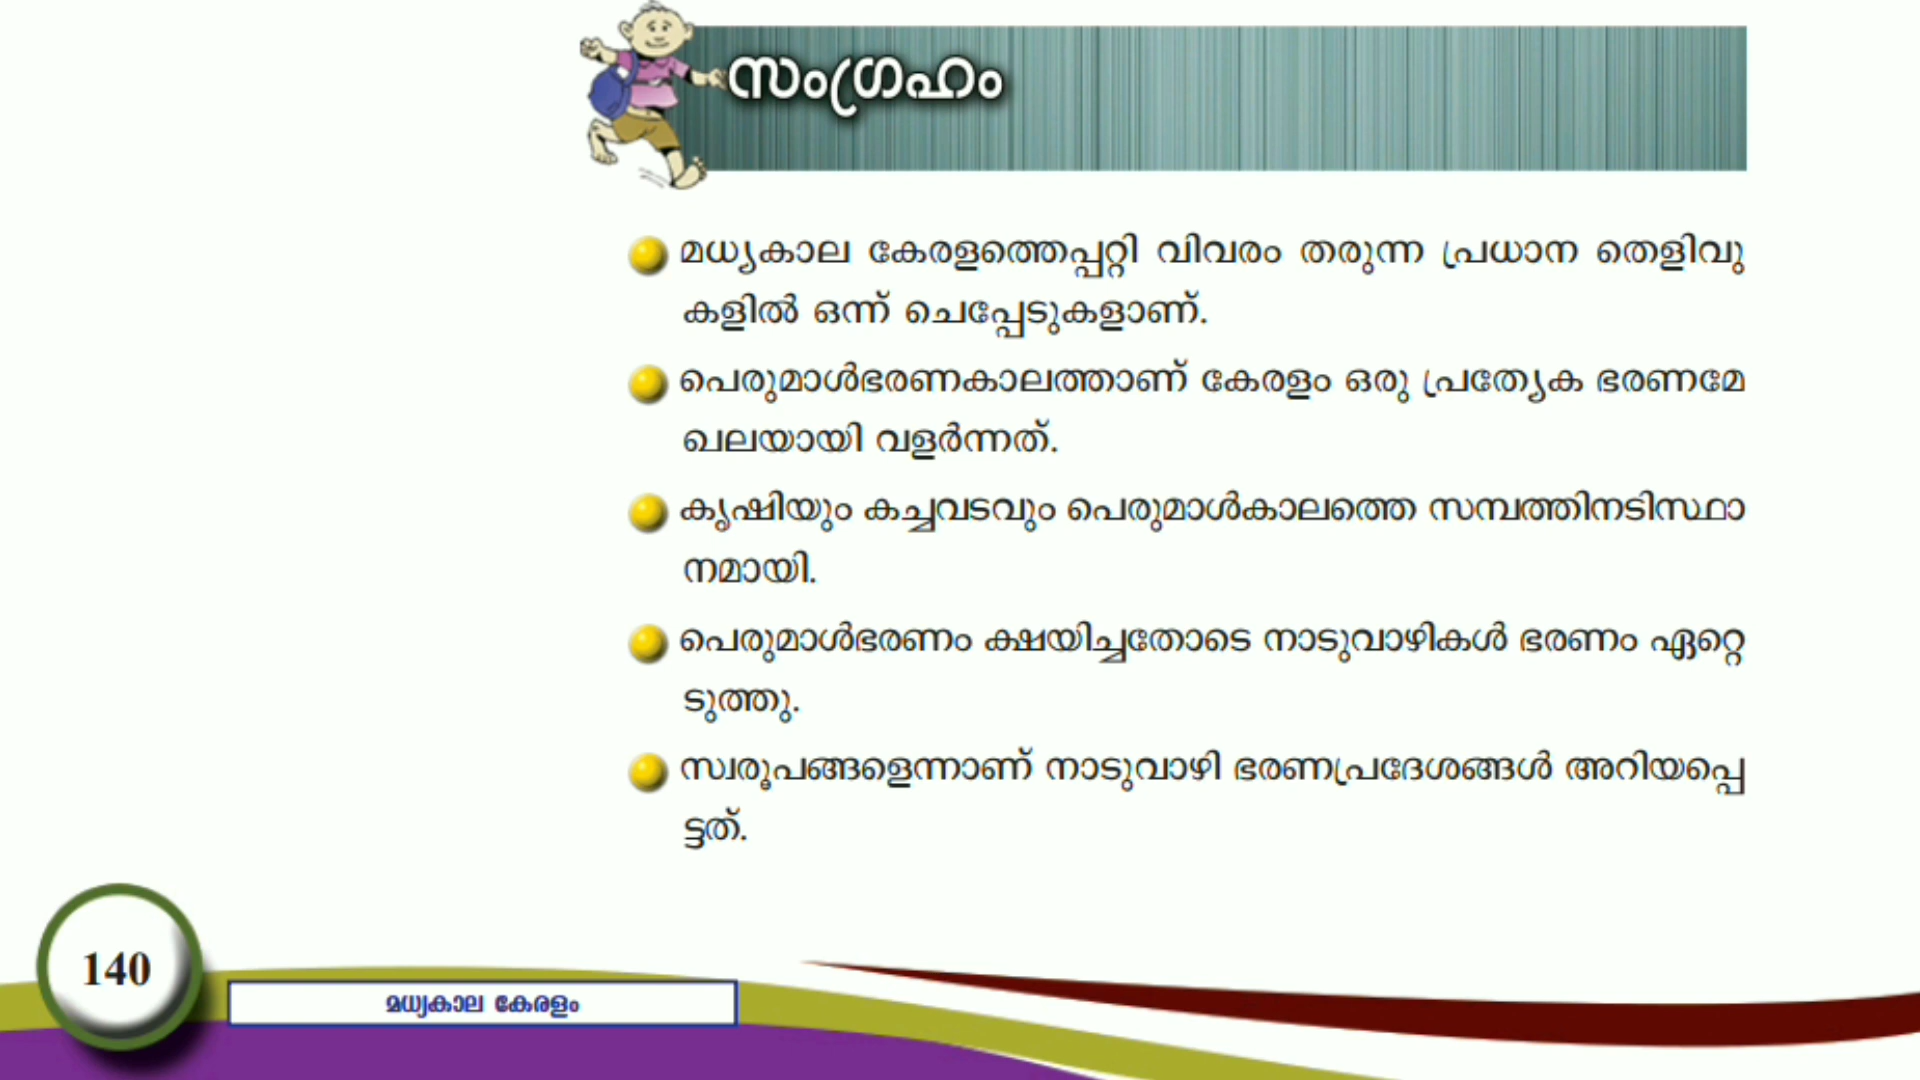 സംഗ്രഹം
മധ്യകാല കേരളത്തെപ്പറ്റി വിവരം തരുന്ന പ്രധാന തെളിവു
കളിൽ ഒന്ന് ചെപ്പേടുകളാണ്.
പെരുമാൾഭരണകാലത്താണ് കേരളം ഒരു പ്രത്യേക ഭരണമേ
ഖലയായി വളർന്നത്.
കൃഷിയും കച്ചവടവും പെരുമാൾകാലത്തെ സമ്പത്തിനടിസ്ഥാ
നമായി.
പെരുമാൾഭരണം ക്ഷയിച്ചതോടെ നാടുവാഴികൾ ഭരണം ഏറ്റെ
ടുത്തു.
സ്വരൂപങ്ങളെന്നാണ് നാടുവാഴി ഭരണപ്രദേശങ്ങൾ അറിയപ്പെ
ട്ടത്.
140
മധ്യകാല കേരളം